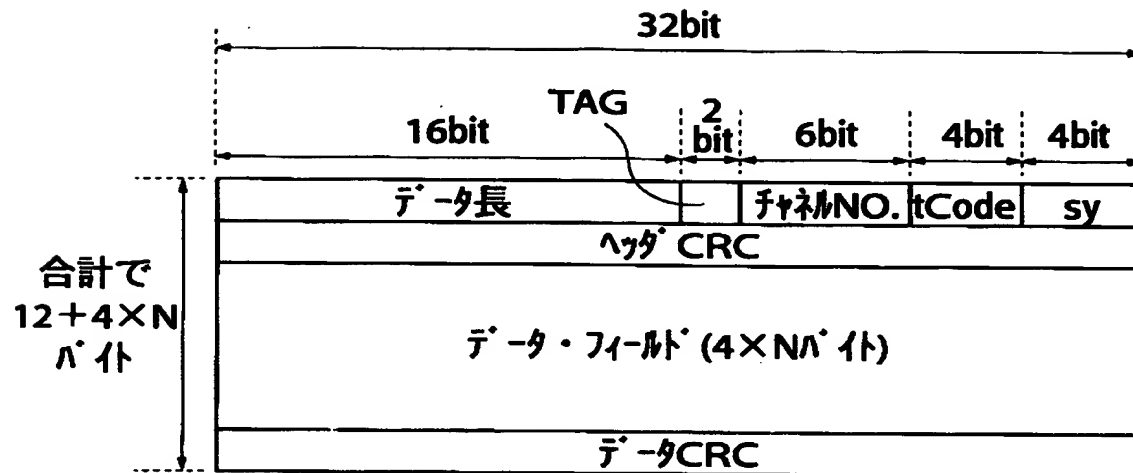 32bit
TAG
16bit
2
bit
6bit
4bit
4bit
ﾃﾞｰﾀ長
ﾁｬﾈﾙNO.
tCode
sy
ﾍｯﾀﾞCRC
合計で
12＋4×N
ﾊﾞｲﾄ
ﾃﾞｰﾀ・ﾌｨｰﾙﾄﾞ(4×Nﾊﾞｲﾄ)
ﾃﾞｰﾀCRC